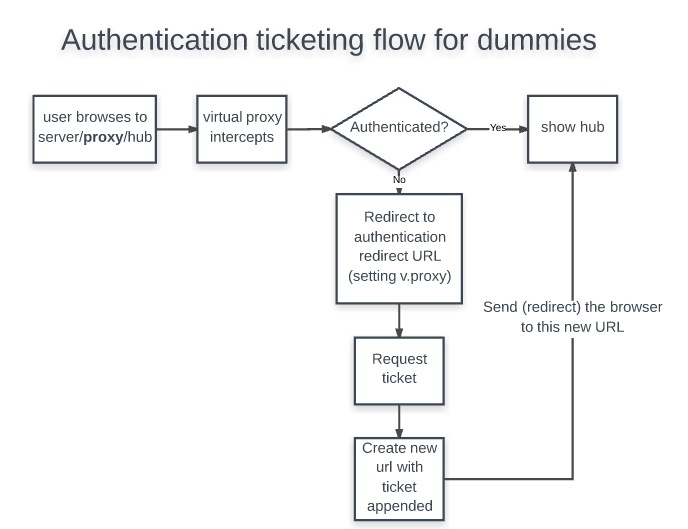 Authentication ticketing flow for dummies
user browses to
server/proxy/hub
virtual proxy
intercepts
Authenticated?
Yes
show hub
No
Redirect to
authentication
redirect URL
(setting v.proxy)
Send (redirect) the browser
to this new URL
Request
ticket
Create new
url with
ticket
appended